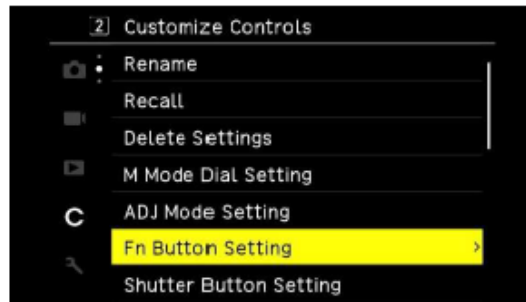 2 Customize Controls
Rename
Recall
Delete Settings
M Mode Dial Setting
ADJ Mode Setting
C
Fn Button Setting
Shutter Button Setting